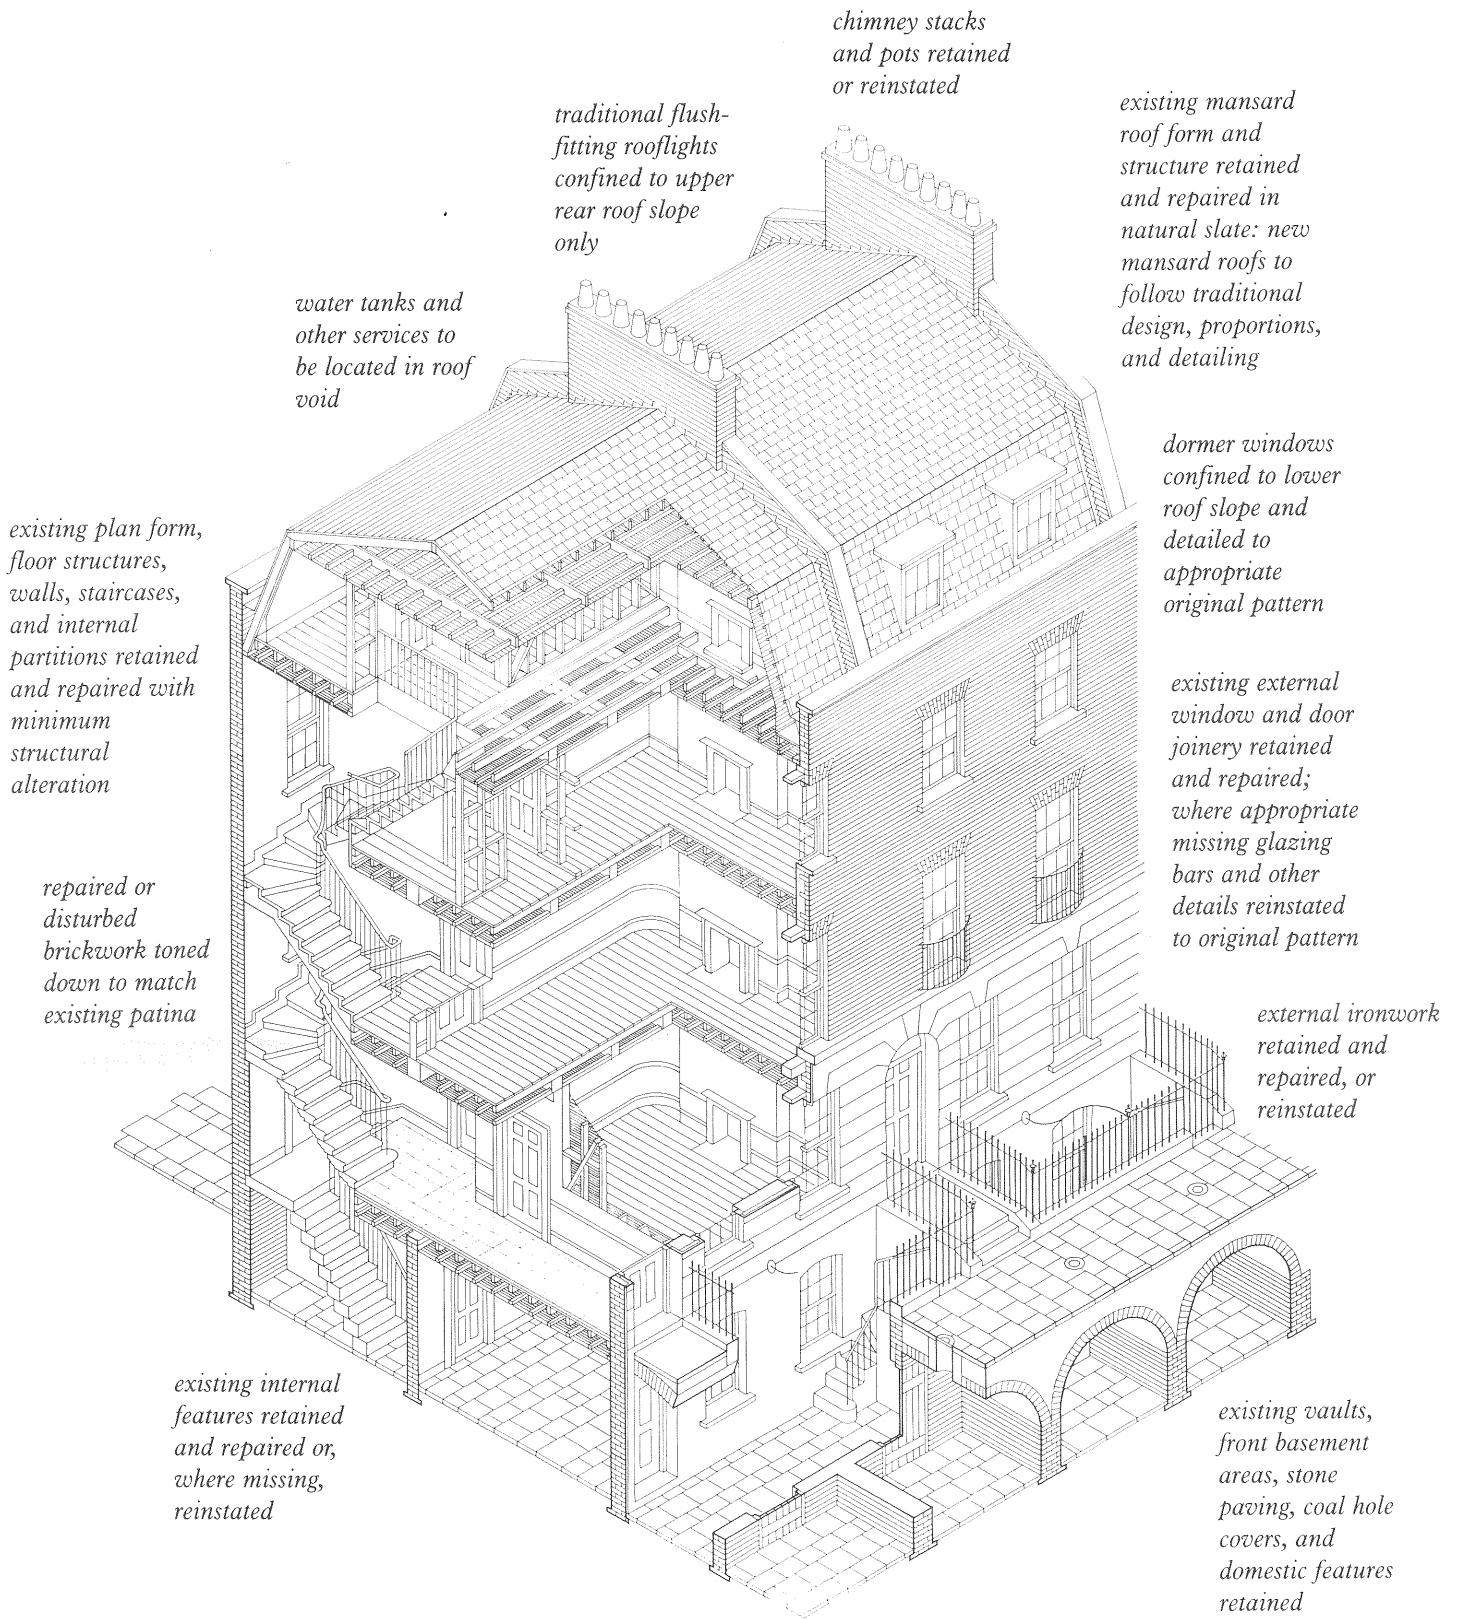 chimney stacks
and pots retained
or reinstated
traditional flush-
fitting rooflights
confined to upper
rear roof slope
only
existing mansard
roof form and
structure retained
and repaired in
natural slate: new
mansard roofs to
follow traditional
design, proportions,
and detailing
water tanks and
other services to
be located in roof
void
dormer windows
confined to lower
roof slope and
detailed to
appropriate
original pattern
existing plan form,
floor structures,
walls, staircases,
and internal
partitions retained
and repaired with
minimum
structural
alteration
existing external
window and door
joinery retained
and repaired;
where appropriate
missing glazing
bars and other
details reinstated
to original pattern
repaired or
disturbed
brickwork toned
down to match
existing patina
external ironwork
retained and
repaired, or
reinstated
existing internal
features retained
and repaired or,
where missing,
reinstated
existing vaults,
front basement
areas, stone
paving, coal hole
covers, and
domestic features
retained